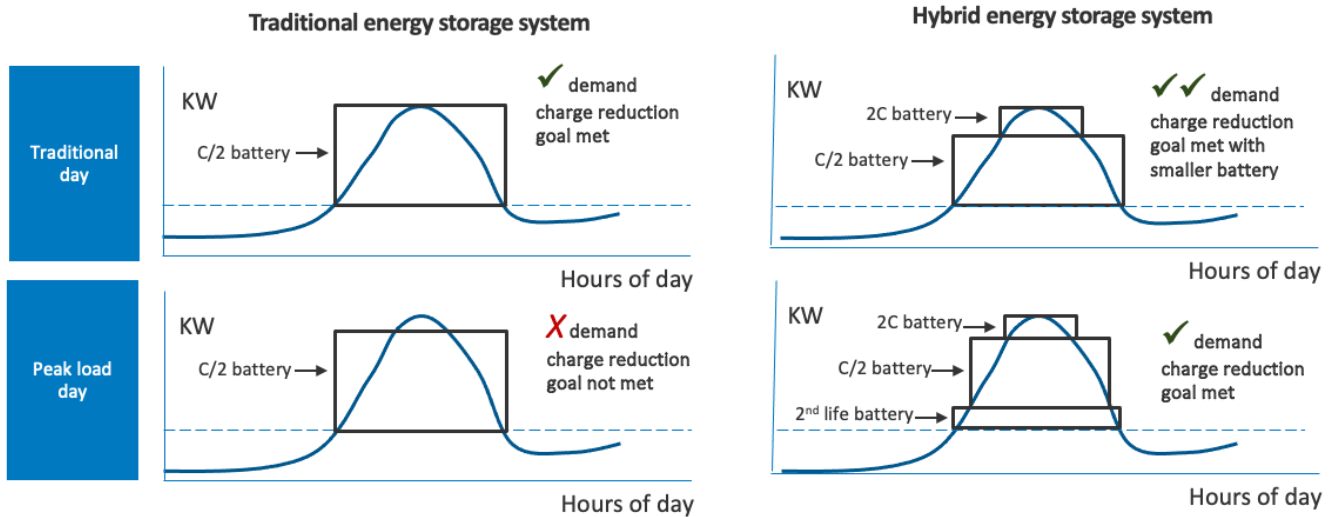 Traditional energy storage system
Hybrid energy storage system
Traditional
day
KW
C/2 battery
✓ demand
charge reduction
goal met
Hours of day
KW
2C battery
C/2 battery
✓✓ demand
charge reduction
goal met with
smaller battery
Hours of day
Peak load
day
KW
C/2 battery
X demand
charge reduction
goal not met
Hours of day
KW
2C battery
C/2 battery
2nd life battery
✓ demand
charge reduction
goal met
Hours of day